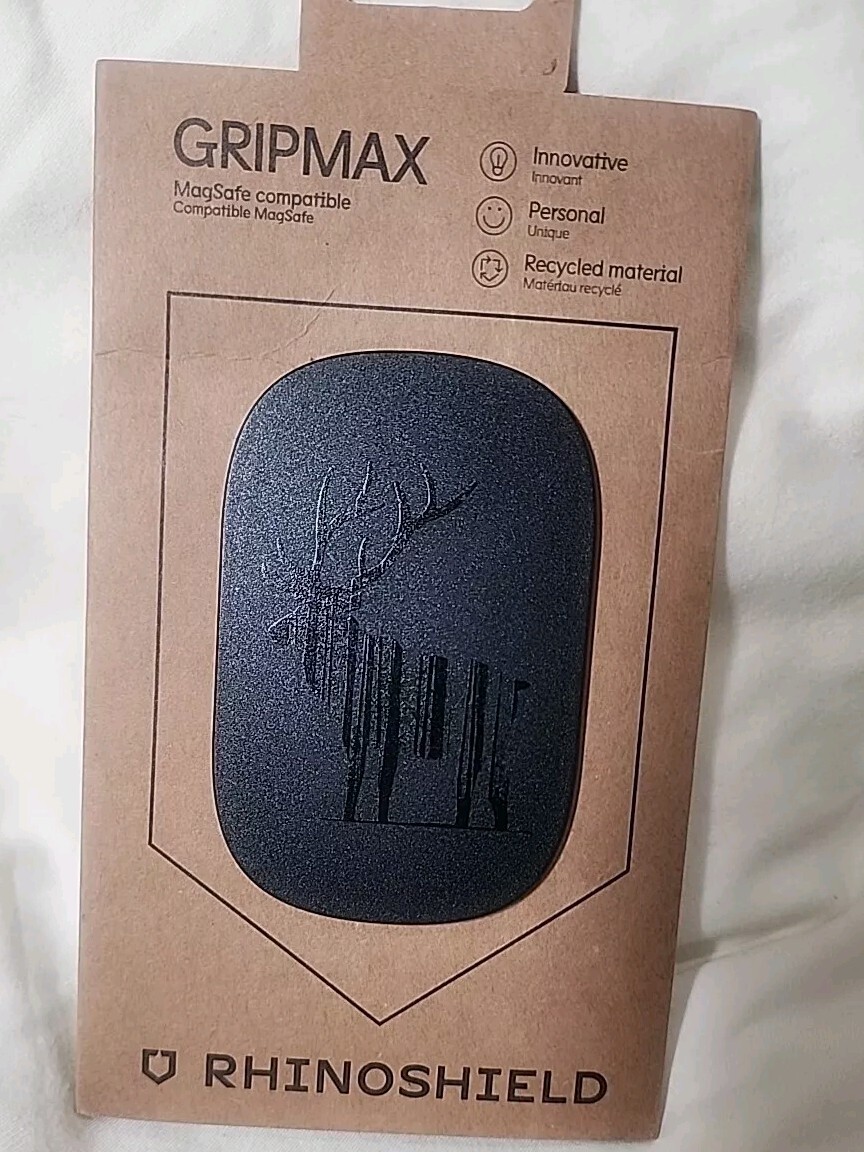 GRIPMAX
MagSafe compatible
Compatible MagSafe
Innovative
Innovant
Personal
Unique
Recycled material
Matériau recyclé
RHINOSHIELD